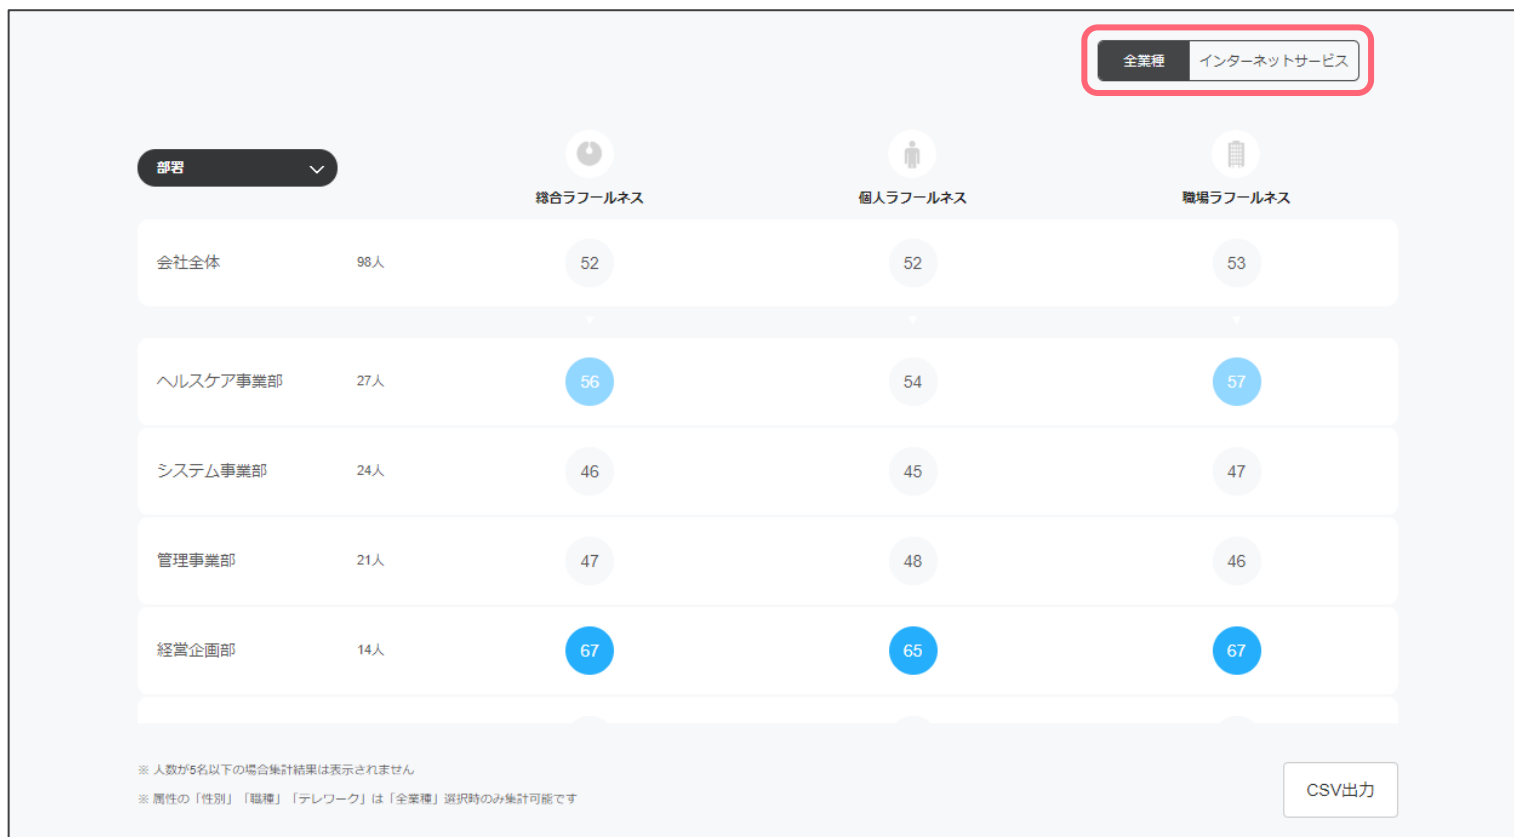 全業種 インターネットサービス
部署
総合ラフールネス 個人ラフールネス 職場ラフールネス
会社全体 98人 52 52 53
ヘルスケア事業部 27人 56 54 57
システム事業部 24人 46 45 47
管理事業部 21人 47 48 46
経営企画部 14人 67 65 67
※ 人数が5名以下の場合集計結果は表示されません
※ 属性の「性別」「職種」「テレワーク」は「全業種」選択時のみ集計可能です
CSV出力